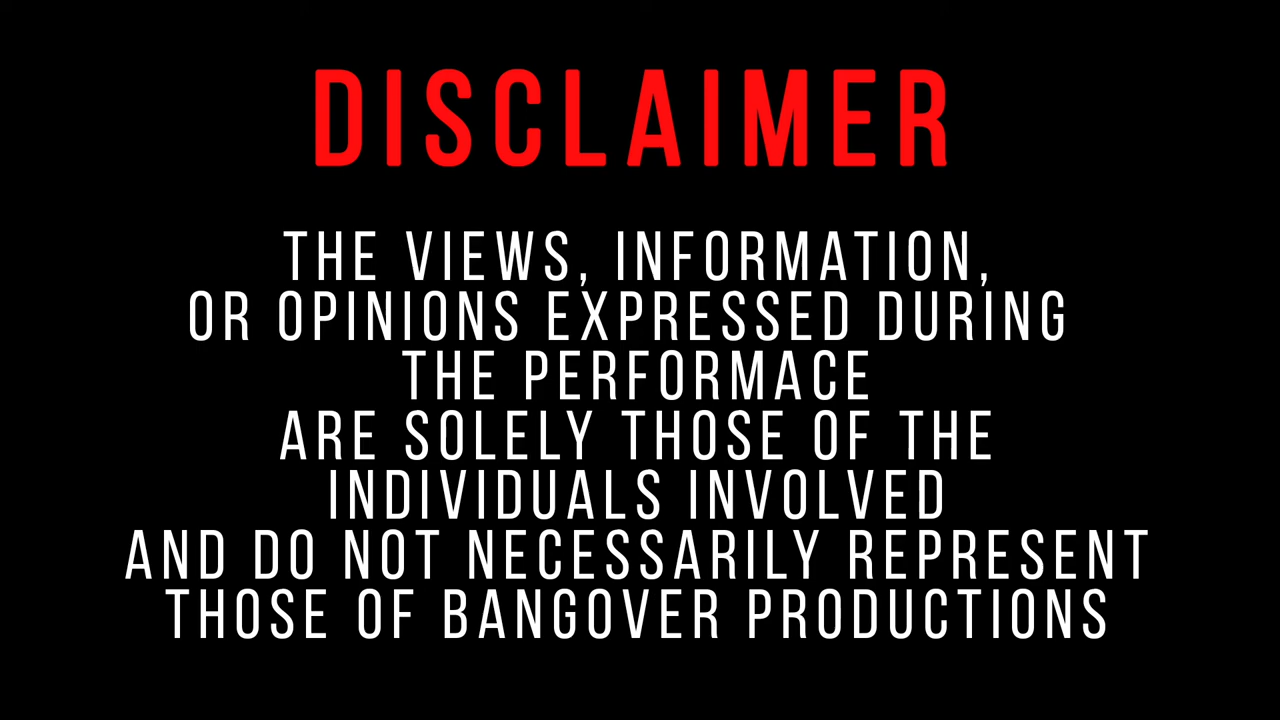 DISCLAIMER
THE VIEWS, INFORMATION,
OR OPINIONS EXPRESSED DURING
THE PERFORMACE
ARE SOLELY THOSE OF THE
INDIVIDUALS INVOLVED
AND DO NOT NECESSARILY REPRESENT
THOSE OF BANGOVER PRODUCTIONS